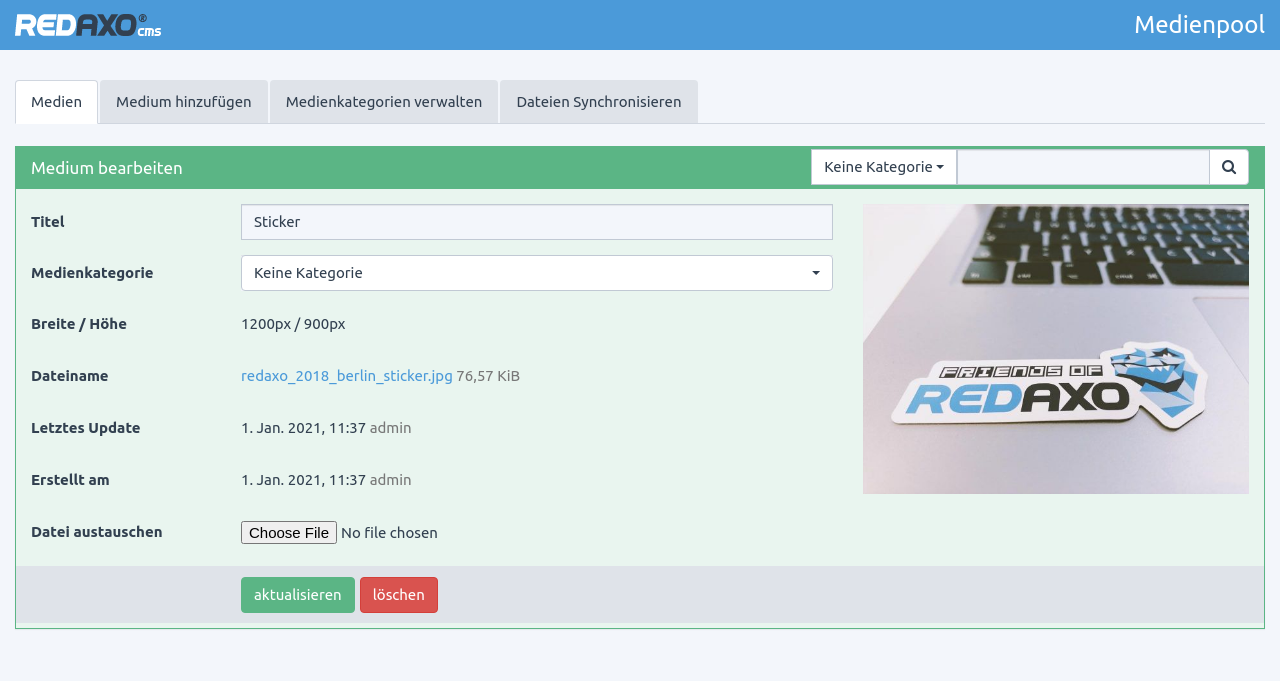 REDAXO® cms
Medienpool
Medien
Medium hinzufügen
Medienkategorien verwalten
Dateien Synchronisieren
Medium bearbeiten
Keine Kategorie
Titel
Sticker
Medienkategorie
Keine Kategorie
Breite / Höhe
1200px / 900px
Dateiname
redaxo_2018_berlin_sticker.jpg 76,57 KiB
Letztes Update
1. Jan. 2021, 11:37 admin
Erstellt am
1. Jan. 2021, 11:37 admin
Datei austauschen
Choose File No file chosen
aktualisieren
löschen
FRIENDS OF
REDAXO